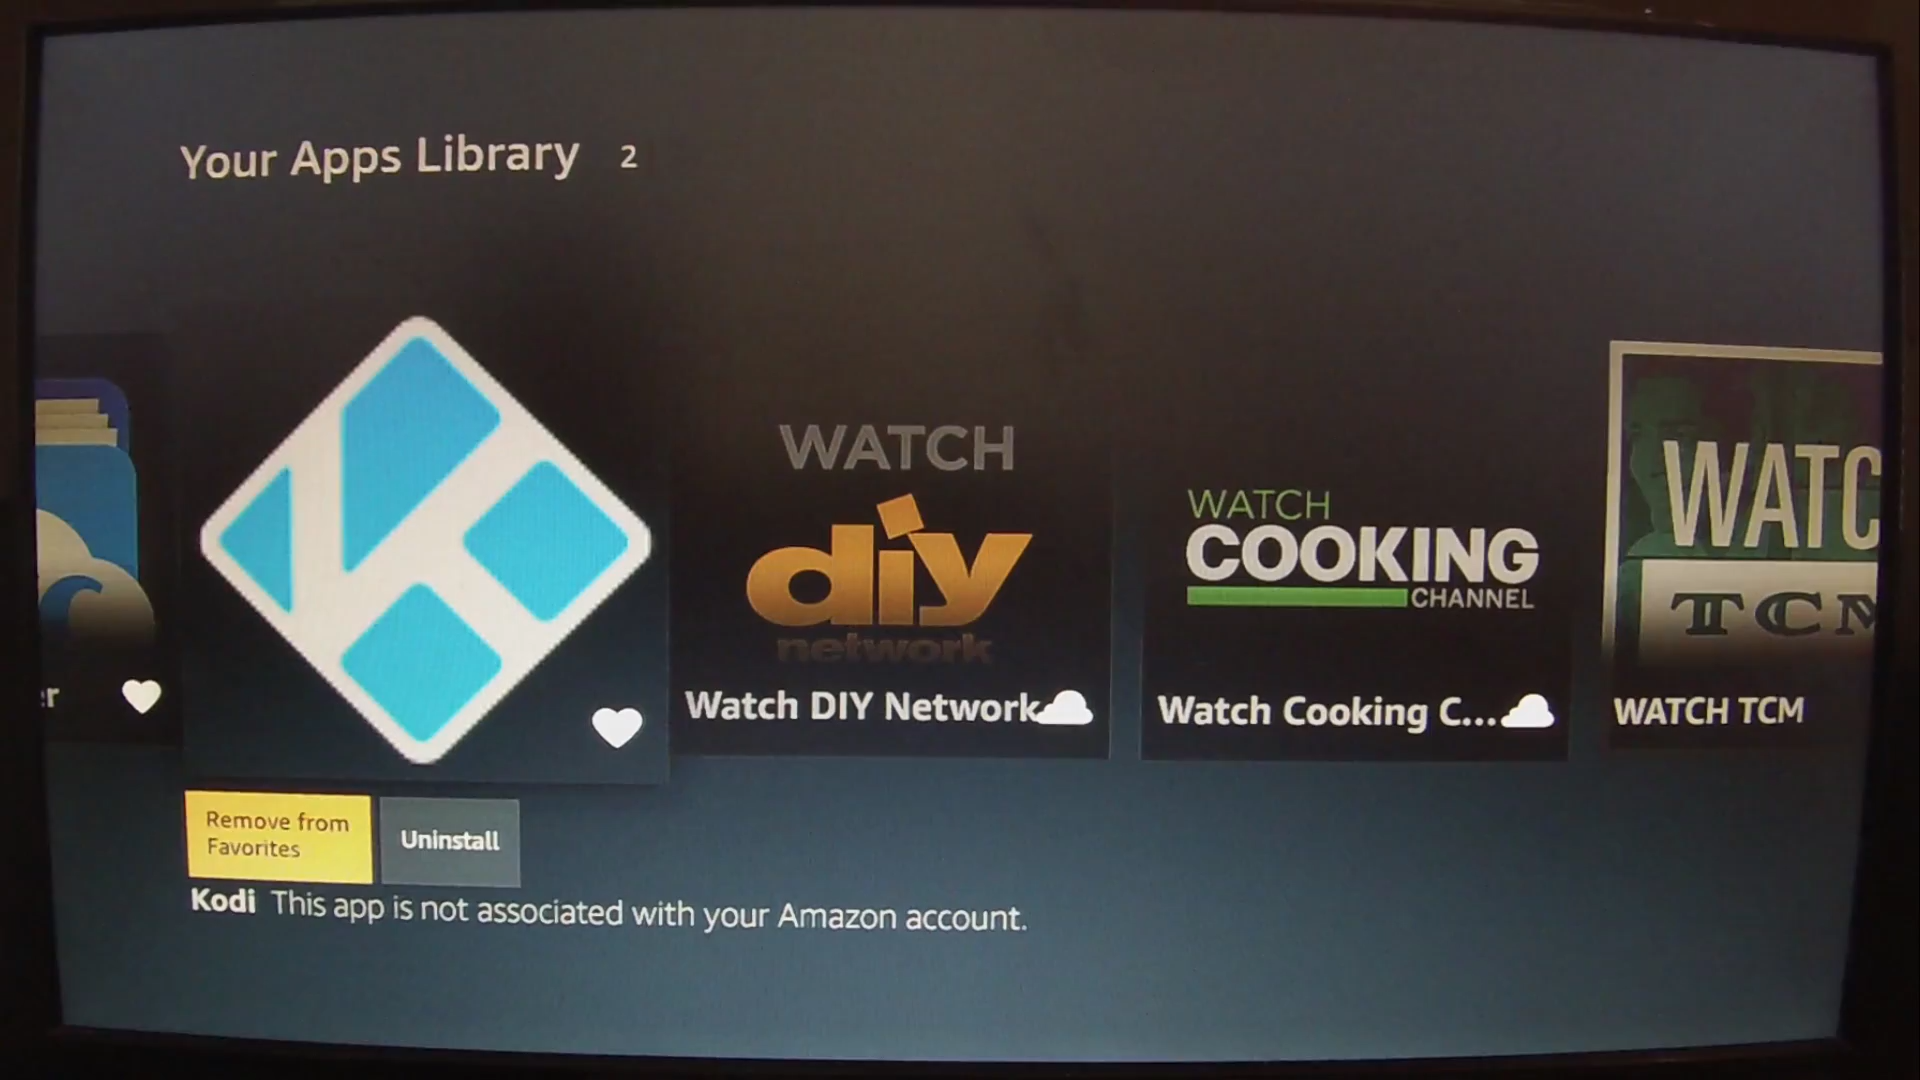 Your Apps Library 2
WATCH
diy
network
WATCH
COOKING
CHANNEL
WATC
TCM
er
Watch DIY Network
Watch Cooking C...
WATCH TCM
Remove from
Favorites
Uninstall
Kodi This app is not associated with your Amazon account.